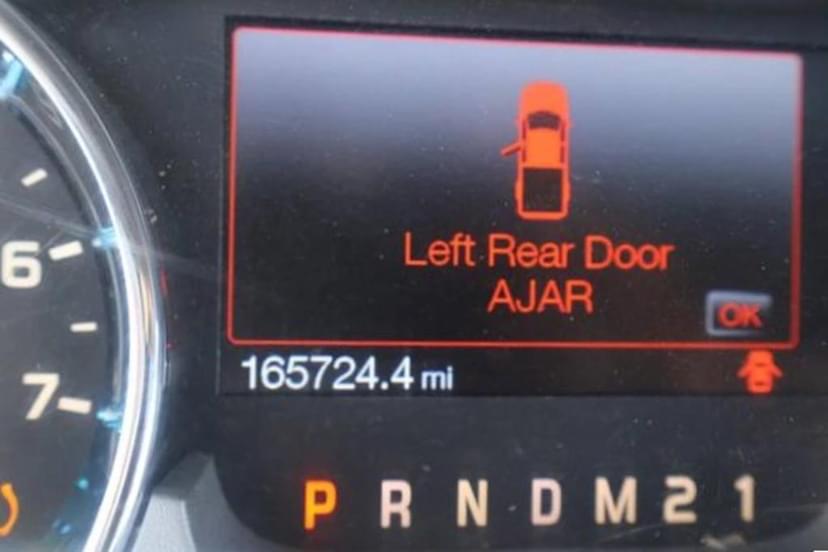 6
7
Left Rear Door
AJAR
OK
165724.4 mi
P R N D M 2 1